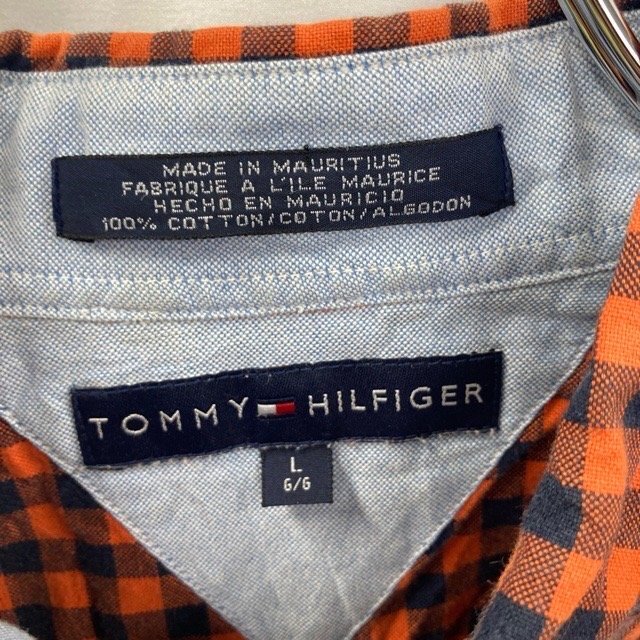 MADE IN MAURITIUS
FABRIQUE A L'ILE MAURICE
HECHO EN MAURICIO
100% COTTON/COTON/ALGODON
TOMMY HILFIGER
L
G/G